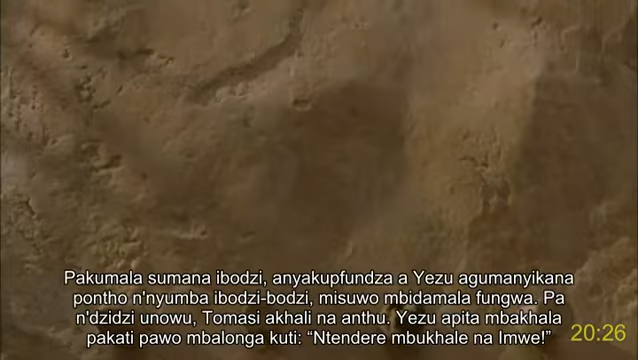 Pakumala sumana ibodzi, anyakupfundza a Yezu agumanyikana
pontho n'nyumba ibodzi-bodzi, misuwo mbidamala fungwa. Pa
n'dzidzi unowu, Tomasi akhali na anthu. Yezu apita mbakhala
pakati pawo mbalonga kuti: “Ntendere mbukhale na Imwe!”
20:26